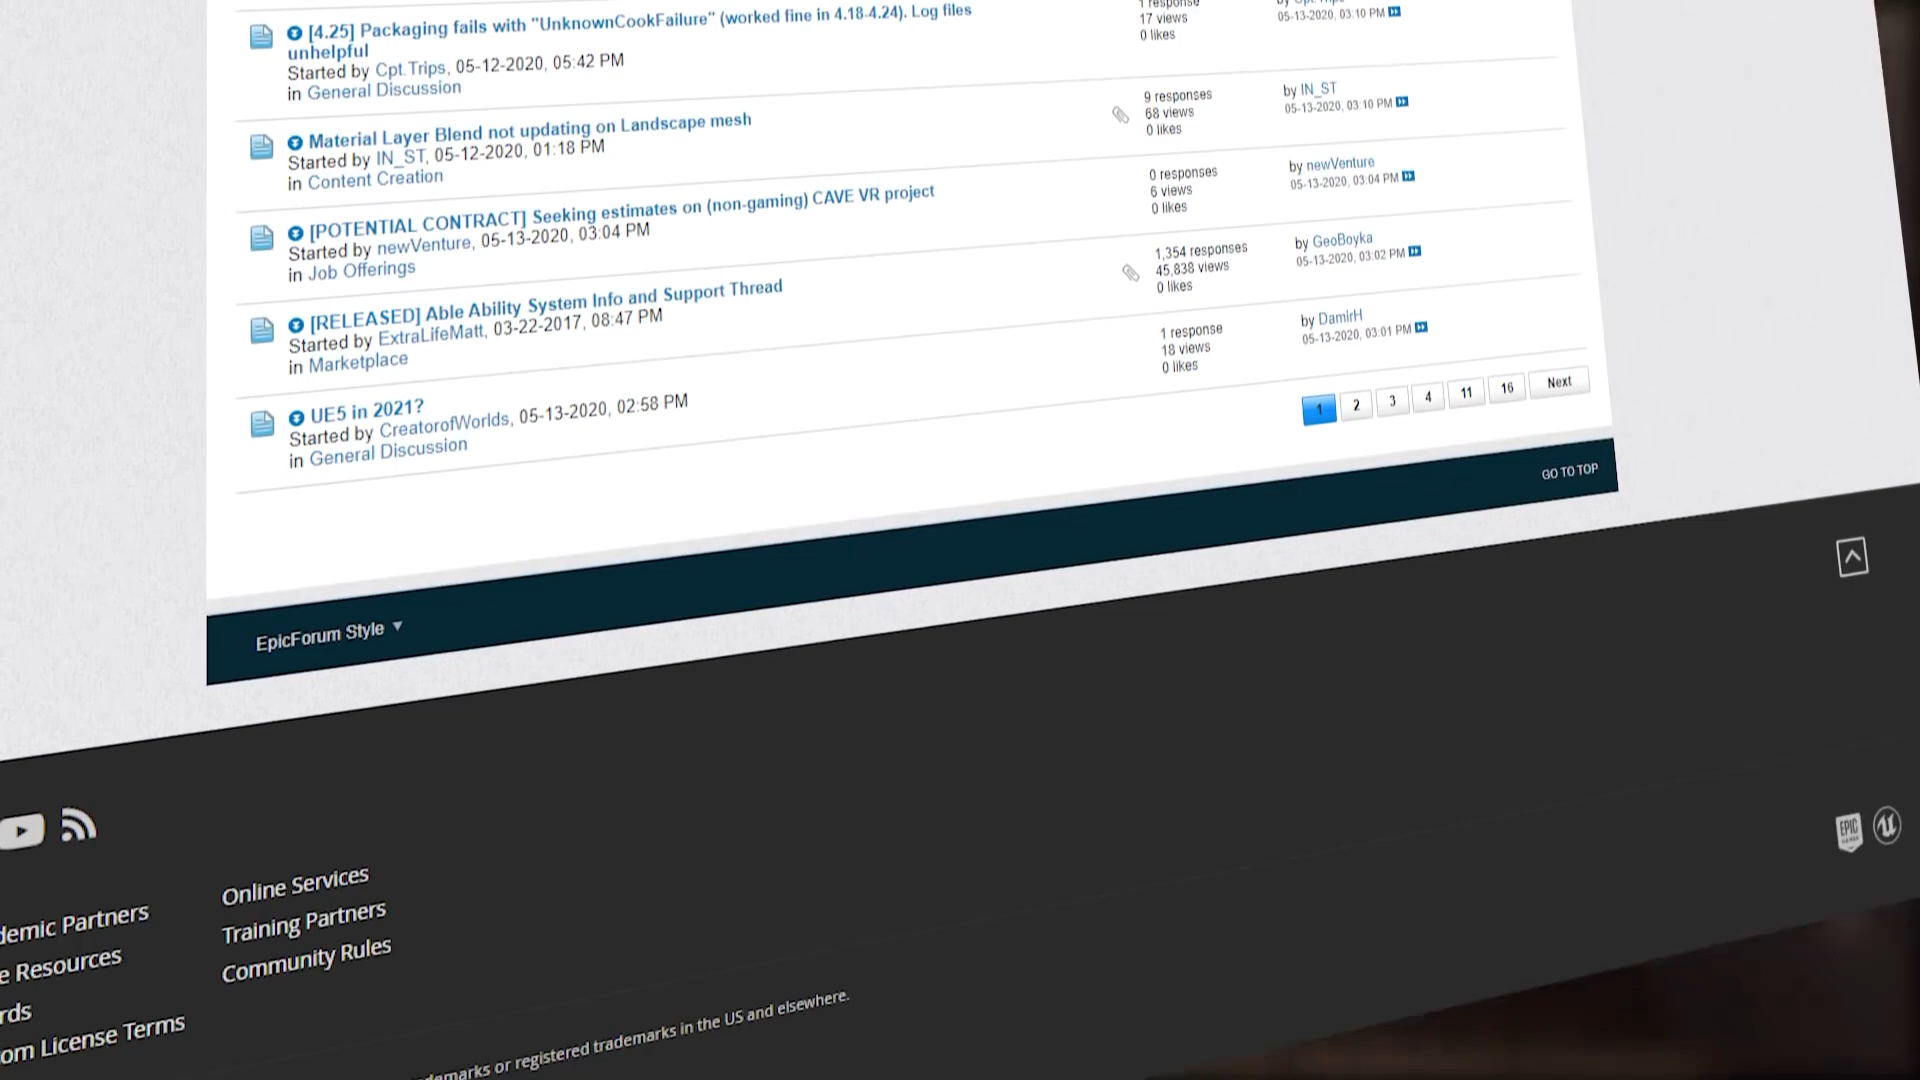 [4.25] Packaging fails with "UnknownCookFailure" (worked fine in 4.18-4.24). Log files
unhelpful
Started by Cpt.Trips, 05-12-2020, 05:42 PM
in General Discussion
1 response
17 views
0 likes
by Cpt.Trips
05-13-2020, 03:10 PM
Material Layer Blend not updating on Landscape mesh
Started by IN_ST, 05-12-2020, 01:18 PM
in Content Creation
9 responses
68 views
0 likes
by IN_ST
05-13-2020, 03:10 PM
[POTENTIAL CONTRACT] Seeking estimates on (non-gaming) CAVE VR project
Started by newVenture, 05-13-2020, 03:04 PM
in Job Offerings
0 responses
6 views
0 likes
by newVenture
05-13-2020, 03:04 PM
[RELEASED] Able Ability System Info and Support Thread
Started by ExtraLifeMatt, 03-22-2017, 08:47 PM
in Marketplace
1,354 responses
45,838 views
0 likes
by GeoBoyka
05-13-2020, 03:02 PM
UE5 in 2021?
Started by CreatorofWorlds, 05-13-2020, 02:58 PM
in General Discussion
1 response
18 views
0 likes
by DamirH
05-13-2020, 03:01 PM
1 2 3 4 11 16 Next
GO TO TOP
EpicForum Style
demic Partners
e Resources
rds
om License Terms
Online Services
Training Partners
Community Rules
EPIC
demarks or registered trademarks in the US and elsewhere.